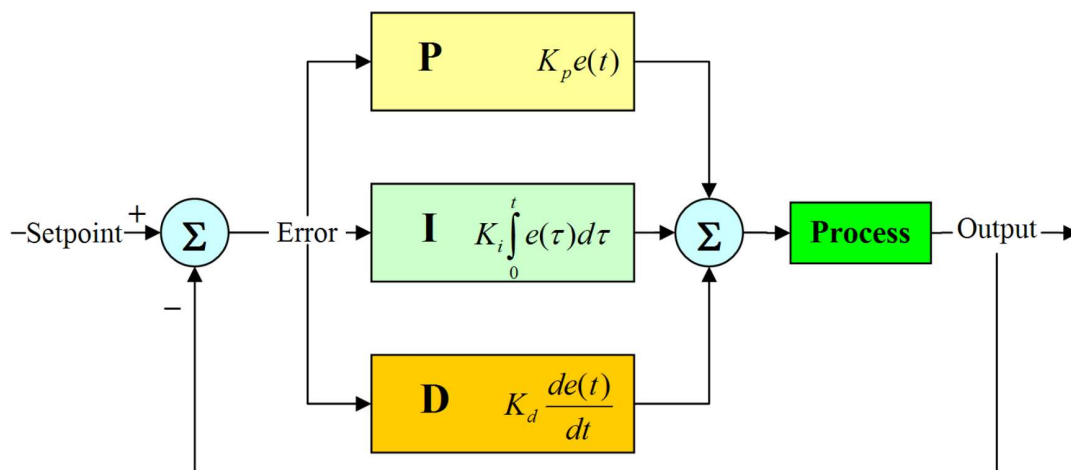 P K_p e(t)
–Setpoint + Σ Error I K_i ∫_0^t e(τ)dτ Σ Process Output
–
D K_d de(t)/dt